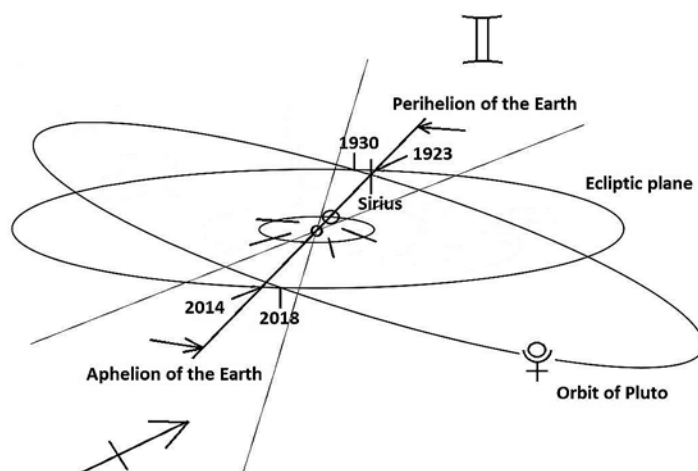 Perihelion of the Earth
1930
1923
Ecliptic plane
Sirius
2014
2018
Aphelion of the Earth
Orbit of Pluto